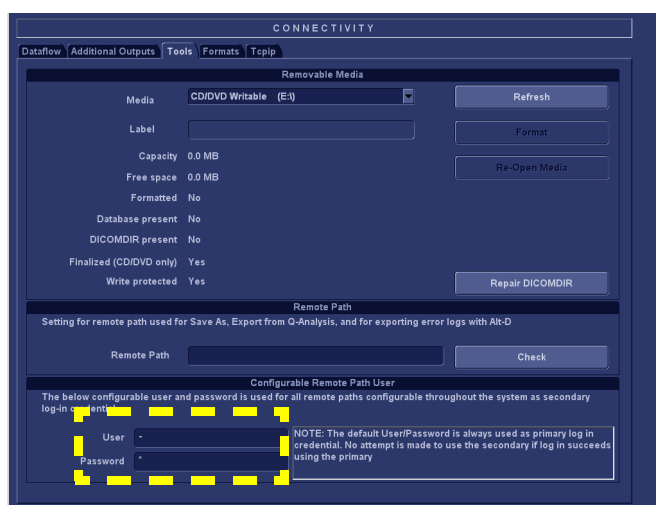 CONNECTIVITY
Dataflow Additional Outputs Tools Formats Tcpip
Removable Media
Media CD/DVD Writable (E:\) Refresh
Label Format
Capacity 0.0 MB
Re-Open Media
Free space 0.0 MB
Formatted No
Database present No
DICOMDIR present No
Finalized (CD/DVD only) Yes
Write protected Yes Repair DICOMDIR
Remote Path
Setting for remote path used for Save As, Export from Q-Analysis, and for exporting error logs with Alt-D
Remote Path Check
Configurable Remote Path User
The below configurable user and password is used for all remote paths configurable throughout the system as secondary
log-in credential
User - NOTE: The default User/Password is always used as primary log in
credential. No attempt is made to use the secondary if log in succeeds
Password * using the primary